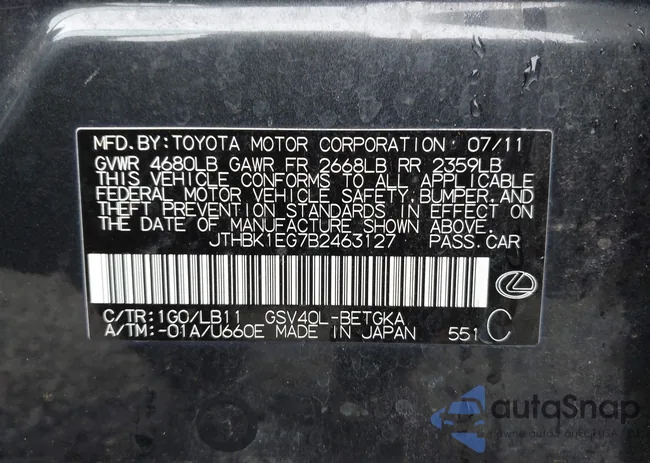 MFD.BY:TOYOTA MOTOR CORPORATION 07/11
GVWR 4680LB GAWR FR 2668LB RR 2359LB
THIS VEHICLE CONFORMS TO ALL APPLICABLE
FEDERAL MOTOR VEHICLE SAFETY,BUMPER,AND
THEFT PREVENTION STANDARDS IN EFFECT ON
THE DATE OF MANUFACTURE SHOWN ABOVE.
JTHBK1EG7B2463127 PASS.CAR
C/TR:1G0/LB11 GSV40L-BETGKA
A/TM:-01A/U660E MADE IN JAPAN 551 C
autoSnap